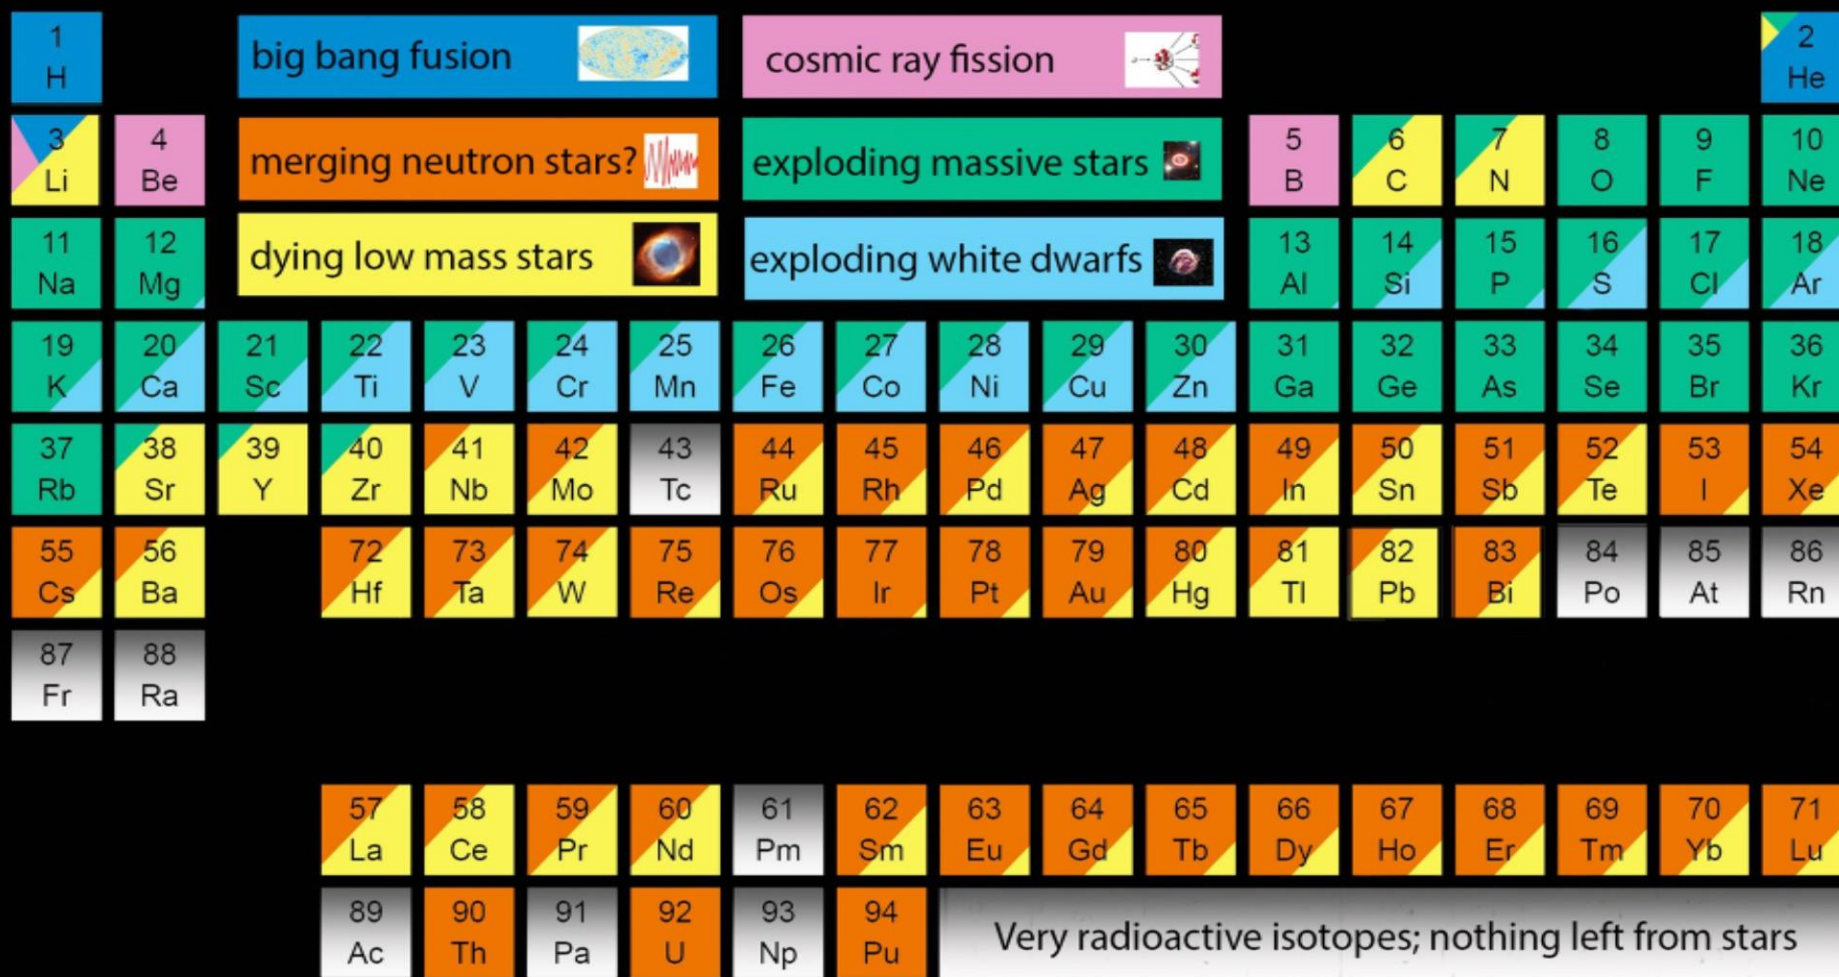 1 H
big bang fusion
cosmic ray fission
2 He
3 Li
4 Be
merging neutron stars?
exploding massive stars
5 B
6 C
7 N
8 O
9 F
10 Ne
11 Na
12 Mg
dying low mass stars
exploding white dwarfs
13 Al
14 Si
15 P
16 S
17 Cl
18 Ar
19 K
20 Ca
21 Sc
22 Ti
23 V
24 Cr
25 Mn
26 Fe
27 Co
28 Ni
29 Cu
30 Zn
31 Ga
32 Ge
33 As
34 Se
35 Br
36 Kr
37 Rb
38 Sr
39 Y
40 Zr
41 Nb
42 Mo
43 Tc
44 Ru
45 Rh
46 Pd
47 Ag
48 Cd
49 In
50 Sn
51 Sb
52 Te
53 I
54 Xe
55 Cs
56 Ba
72 Hf
73 Ta
74 W
75 Re
76 Os
77 Ir
78 Pt
79 Au
80 Hg
81 Tl
82 Pb
83 Bi
84 Po
85 At
86 Rn
87 Fr
88 Ra
57 La
58 Ce
59 Pr
60 Nd
61 Pm
62 Sm
63 Eu
64 Gd
65 Tb
66 Dy
67 Ho
68 Er
69 Tm
70 Yb
71 Lu
89 Ac
90 Th
91 Pa
92 U
93 Np
94 Pu
Very radioactive isotopes; nothing left from stars